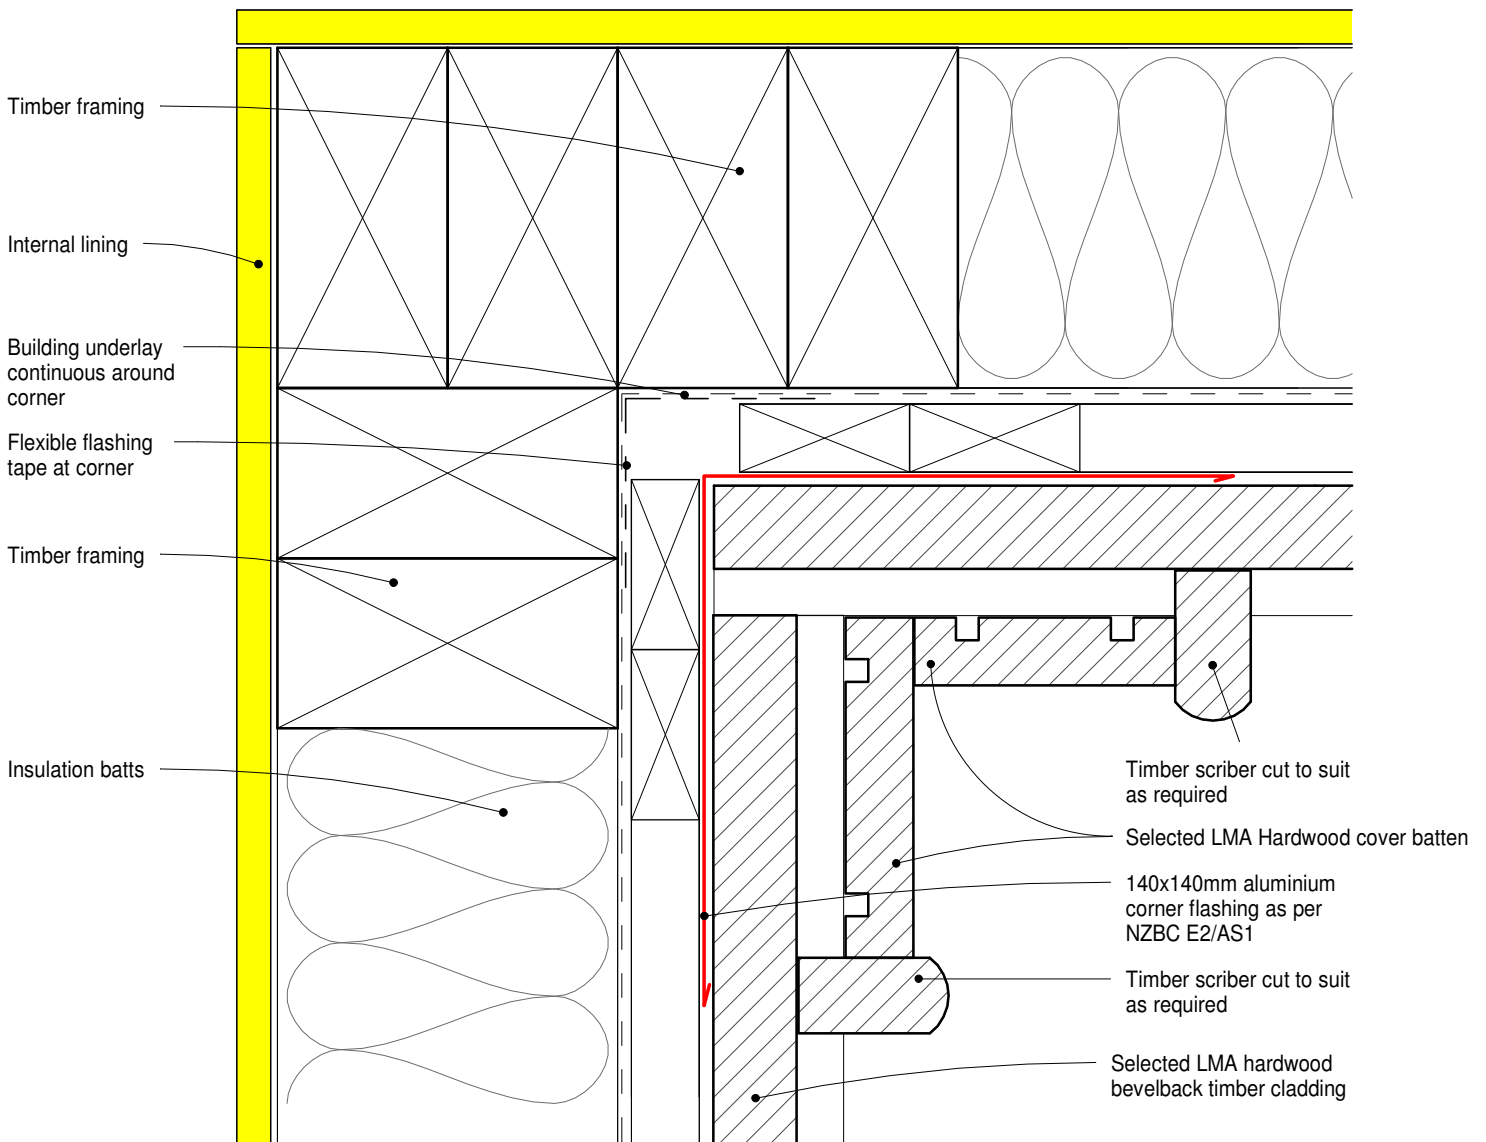 Timber framing
Internal lining
Building underlay
continuous around
corner
Flexible flashing
tape at corner
Timber framing
Insulation batts
Timber scriber cut to suit
as required
Selected LMA Hardwood cover batten
140x140mm aluminium
corner flashing as per
NZBC E2/AS1
Timber scriber cut to suit
as required
Selected LMA hardwood
bevelback timber cladding